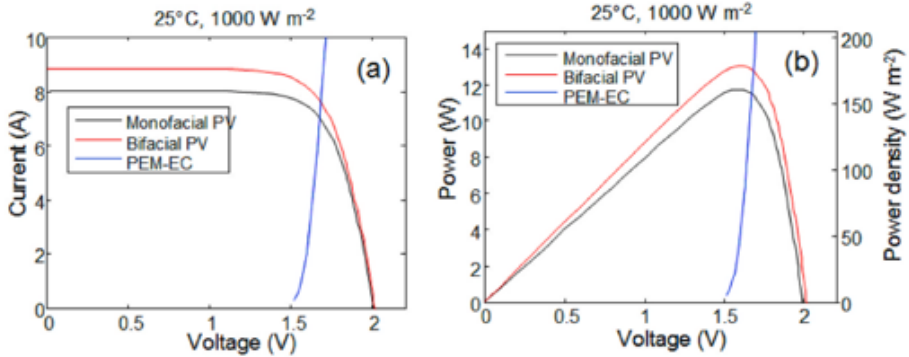 25°C, 1000 W m-2
10
8
6
4
2
0
Current (A)
(a)
Monofacial PV
Bifacial PV
PEM-EC
0
0.5
1
1.5
2
Voltage (V)
25°C, 1000 W m-2
14
12
10
8
6
4
2
0
Power (W)
Monofacial PV
Bifacial PV
PEM-EC
(b)
200
150
100
50
0
Power density (W m-2)
0
0.5
1
1.5
2
Voltage (V)